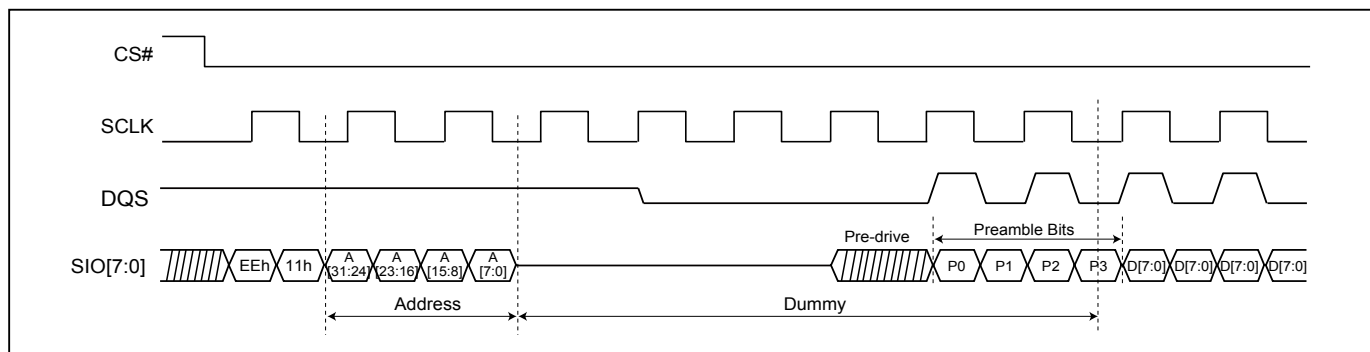 CS#
SCLK
DQS
Pre-drive
Preamble Bits
SIO[7:0]
EEh
11h
A
[31:24]
A
[23:16]
A
[15:8]
A
[7:0]
P0
P1
P2
P3
D[7:0]
D[7:0]
D[7:0]
D[7:0]
Address
Dummy